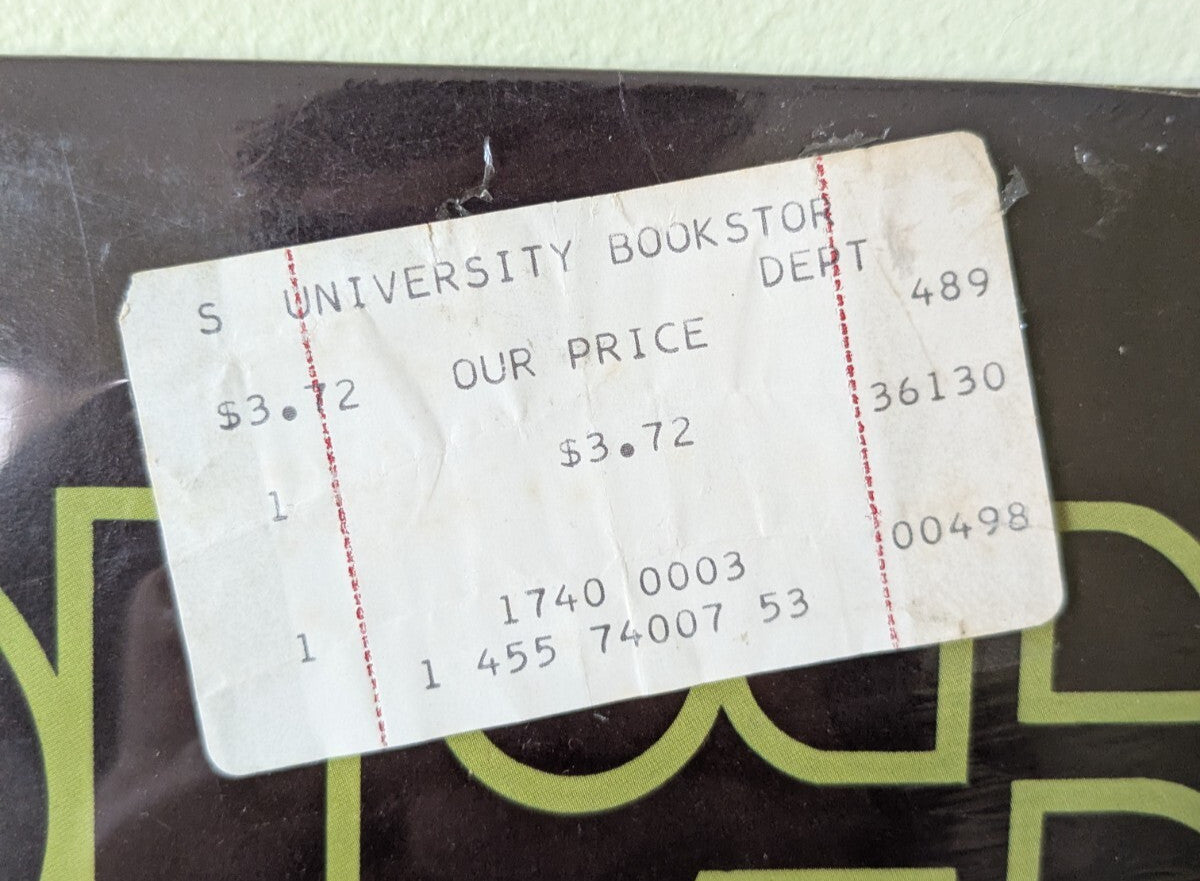 S UNIVERSITY BOOKSTOR
DEPT 489
OUR PRICE
$3.72 36130
$3.72
1 00498
1740 0003
1 1 455 74007 53